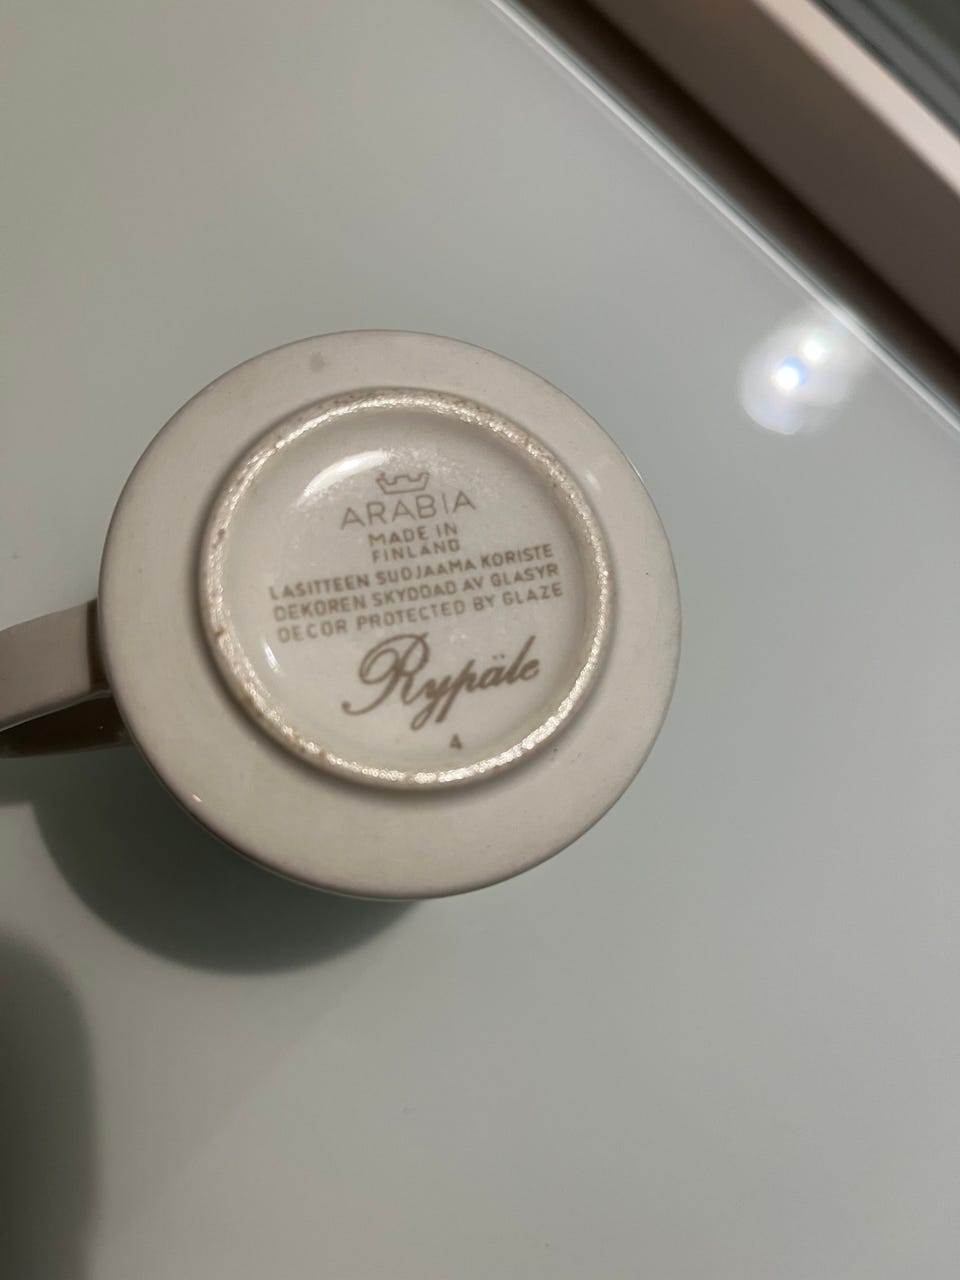 ARABIA
MADE IN
FINLAND
LASITTEEN SUOJAAMA KORISTE
DEKOREN SKYDDAD AV GLASYR
DECOR PROTECTED BY GLAZE
Rypäle
4